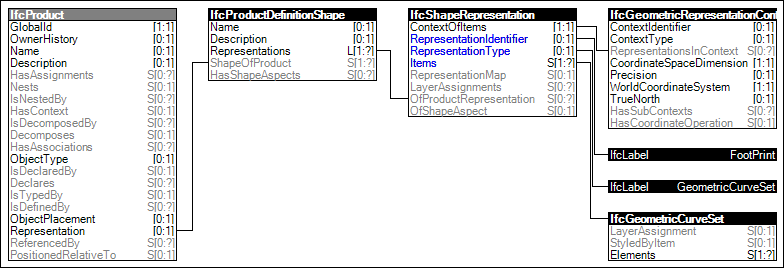 IfcProduct
GlobalId [1:1]
OwnerHistory [0:1]
Name [0:1]
Description [0:1]
HasAssignments S[0:?]
Nests S[0:1]
IsNestedBy S[0:?]
HasContext S[0:1]
IsDecomposedBy S[0:?]
Decomposes S[0:1]
HasAssociations S[0:?]
ObjectType [0:1]
IsDeclaredBy S[0:1]
Declares S[0:?]
IsTypedBy S[0:1]
IsDefinedBy S[0:?]
ObjectPlacement [0:1]
Representation [0:1]
ReferencedBy S[0:?]
PositionedRelativeTo S[0:1]
IfcProductDefinitionShape
Name [0:1]
Description [0:1]
Representations L[1:?]
ShapeOfProduct S[1:?]
HasShapeAspects S[0:?]
IfcShapeRepresentation
ContextOfItems [1:1]
RepresentationIdentifier [0:1]
RepresentationType [0:1]
Items S[1:?]
RepresentationMap S[0:1]
LayerAssignments S[0:?]
OfProductRepresentation S[0:?]
OfShapeAspect S[0:1]
IfcGeometricRepresentationCon
ContextIdentifier [0:1]
ContextType [0:1]
RepresentationsInContext S[0:?]
CoordinateSpaceDimension [1:1]
Precision [0:1]
WorldCoordinateSystem [1:1]
TrueNorth [0:1]
HasSubContexts S[0:?]
HasCoordinateOperation S[0:1]
IfcLabel FootPrint
IfcLabel GeometricCurveSet
IfcGeometricCurveSet
LayerAssignment S[0:?]
StyledByItem S[0:1]
Elements S[1:?]